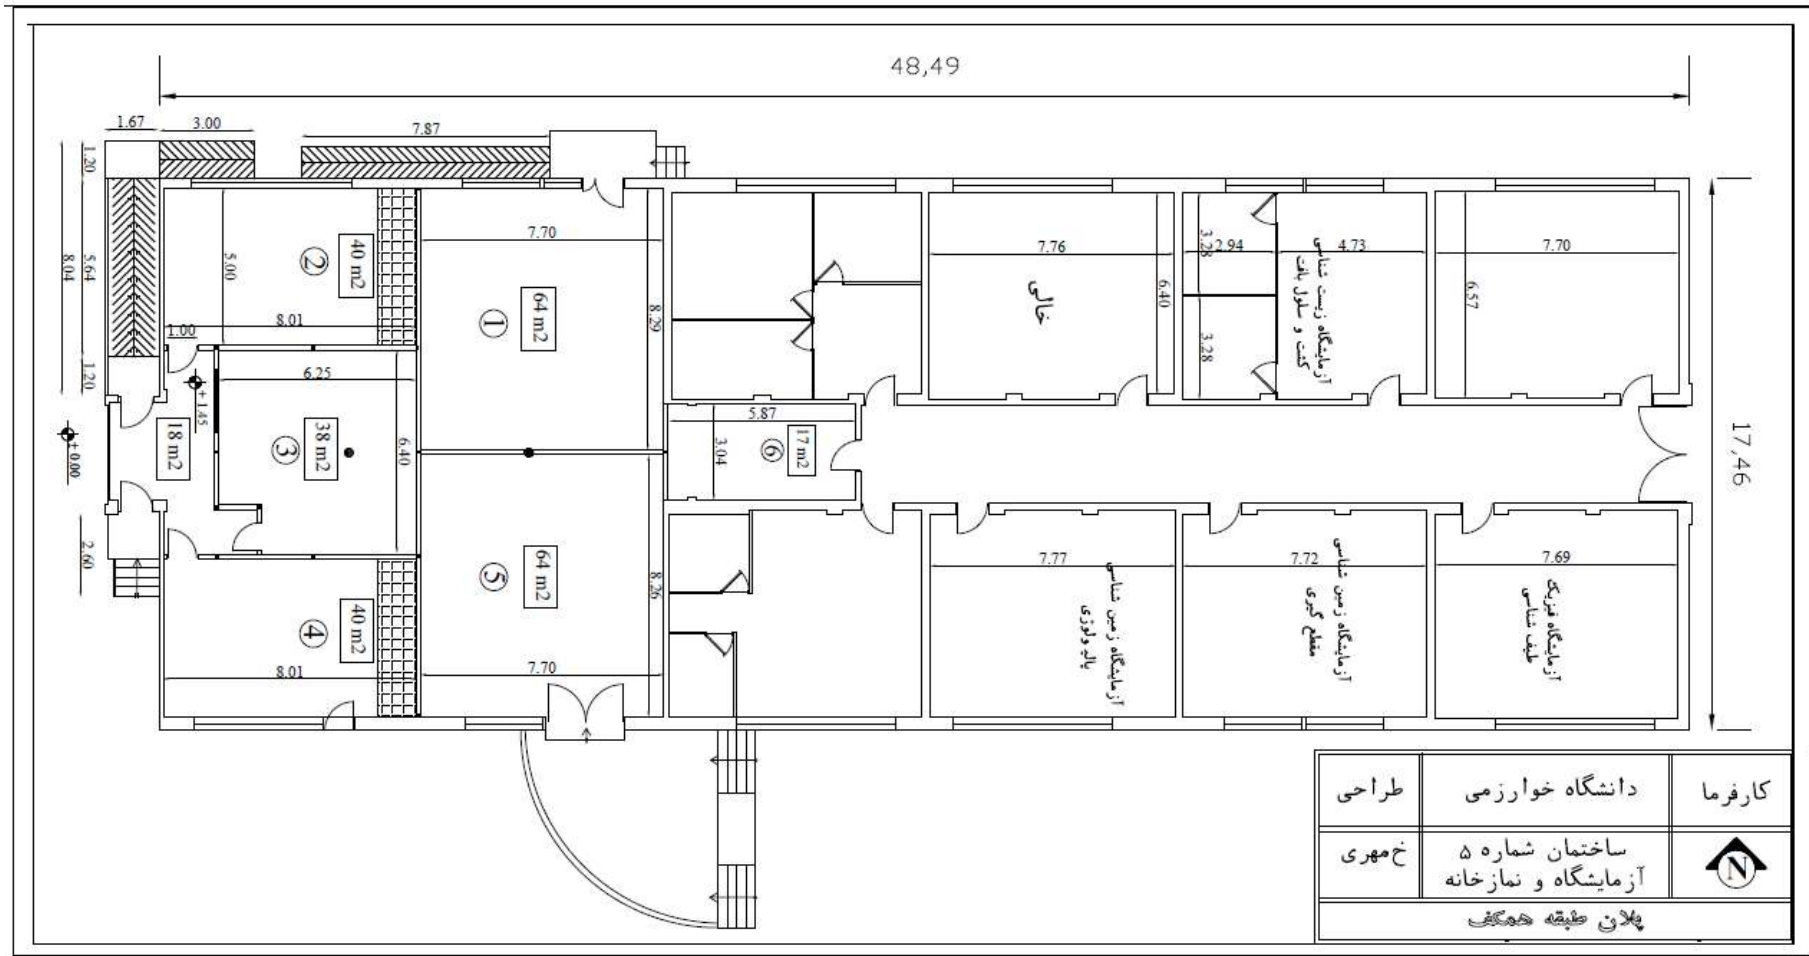 48,49
1.67
3.00
7.87
1.20
5.64
8.04
1.20
2.60
17,46
5.00
②
40 m2
8.01
1.00
7.70
①
64 m2
8.29
+ 1.45
± 0.00
18 m2
6.25
③
38 m2
6.40
④
40 m2
8.01
⑤
64 m2
8.26
7.70
5.87
3.04
⑥
17 m2
7.76
6.40
خالی
3.28
2.94
3.28
4.73
آزمایشگاه زیست شناسی
کشت و سلول بافت
7.70
6.57
7.77
آزمایشگاه زمین شناسی
7.72
آزمایشگاه زمین شناسی
مقطع گیری
7.69
آزمایشگاه فیزیک
طیف شناسی
کارفرما
دانشگاه خوارزمی
طراحی
N
ساختمان شماره ۵
آزمایشگاه و نمازخانه
خ مهری
پلان طبقه همکف